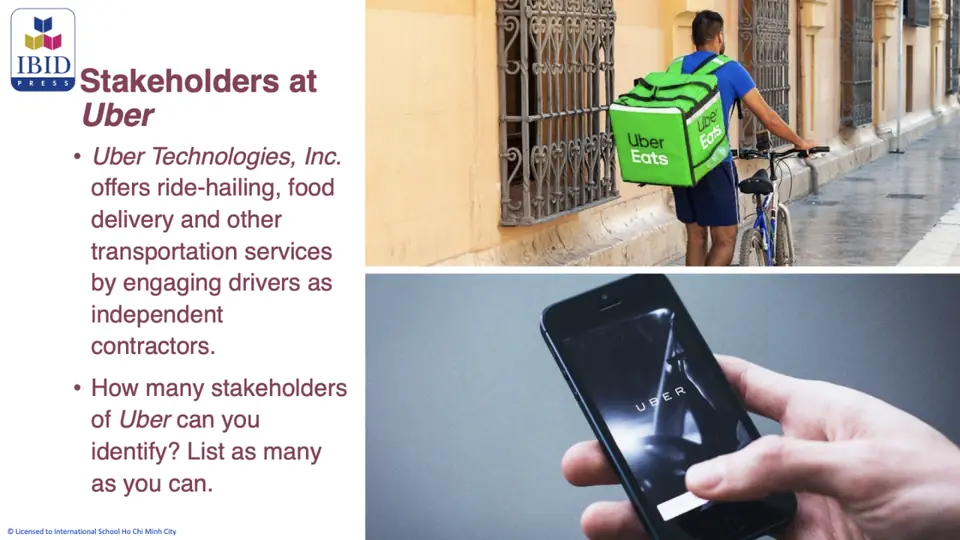 IBID
PRESS
Stakeholders at
Uber
• Uber Technologies, Inc.
offers ride-hailing, food
delivery and other
transportation services
by engaging drivers as
independent
contractors.
• How many stakeholders
of Uber can you
identify? List as many
as you can.
© Licensed to International School Ho Chi Minh City
Uber
Eats
Uber
Eats
UBER